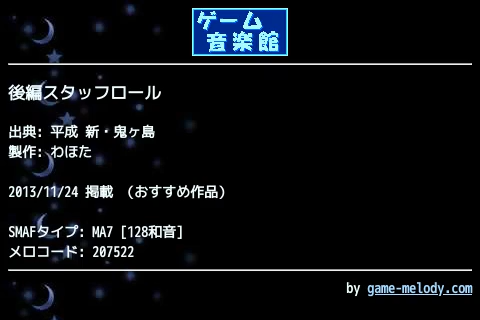 ゲーム
音楽館
後編スタッフロール
出典: 平成 新・鬼ヶ島
製作: わほた
2013/11/24 掲載 (おすすめ作品)
SMAFタイプ: MA7 [128和音]
メロコード: 207522
by game-melody.com